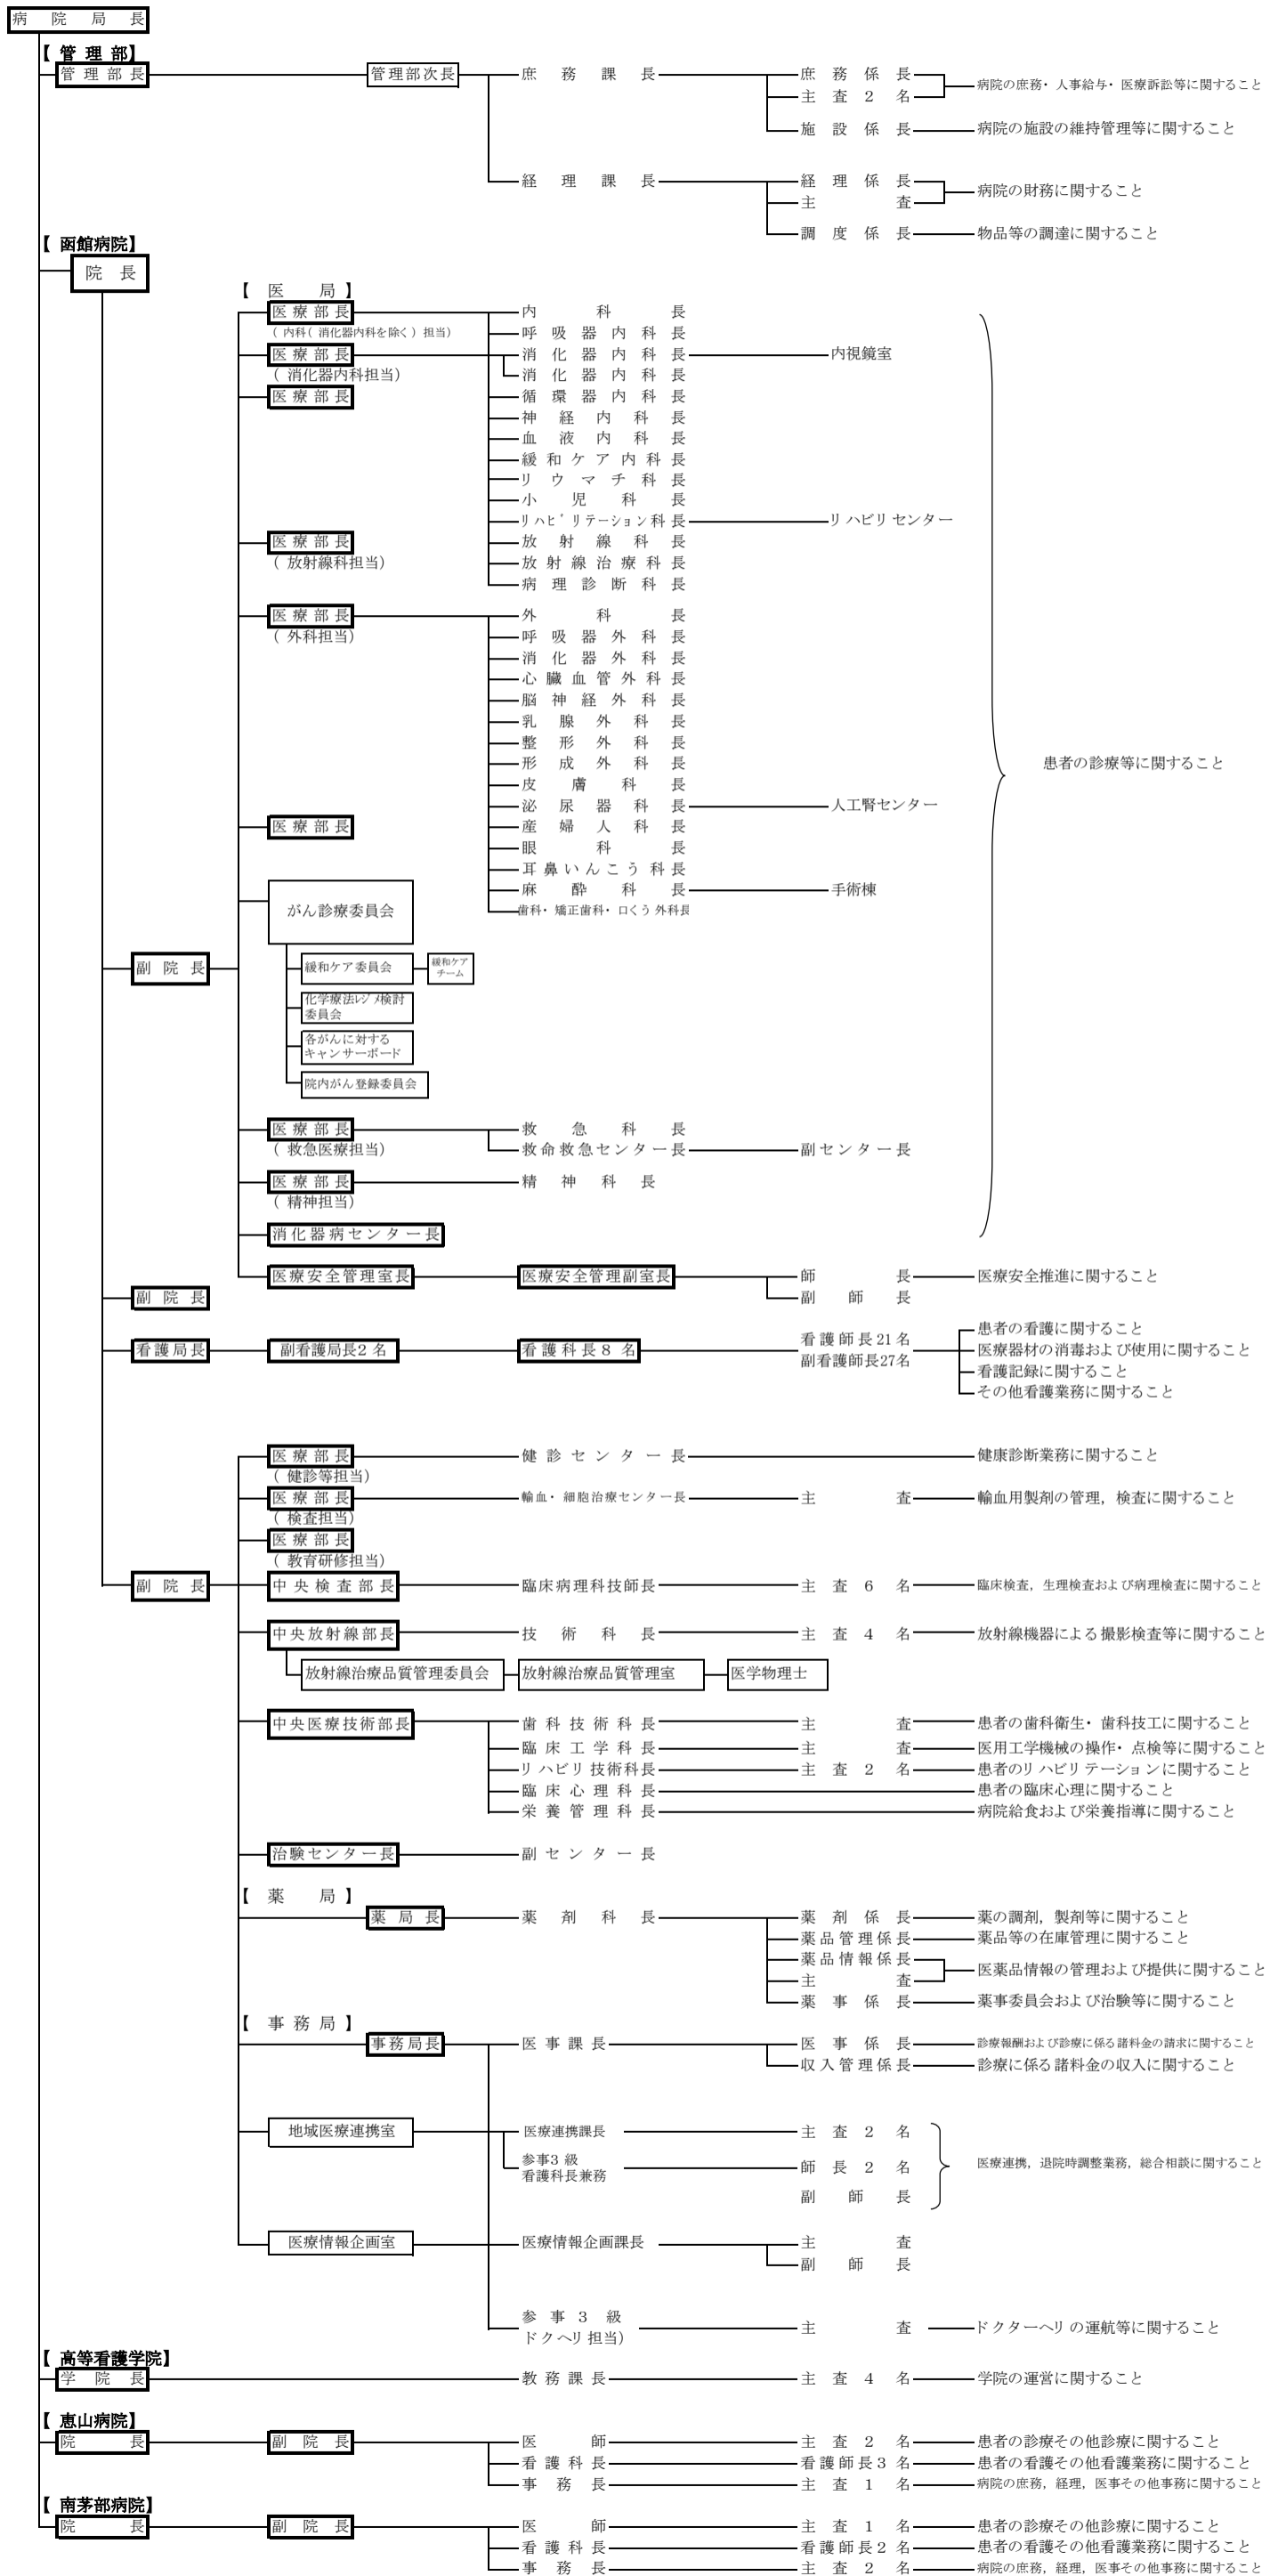 病院局長
【管理部】
管理部長 管理部次長 庶務課長 庶務係長 病院の庶務・人事給与・医療訴訟等に関すること
主査2名
施設係長 病院の施設の維持管理等に関すること
経理課長 経理係長 病院の財務に関すること
主査
調度係長 物品等の調達に関すること
【函館病院】
院長
【医局】
医療部長 内科長
(内科(消化器内科を除く)担当) 呼吸器内科長
医療部長 消化器内科長 内視鏡室
(消化器内科担当) 消化器内科長
医療部長 循環器内科長
神経内科長
血液内科長
緩和ケア内科長
リウマチ科長
小児科長
リハビリテーション科長 リハビリセンター
医療部長 放射線科長
(放射線科担当) 放射線治療科長
病理診断科長
医療部長 外科長
(外科担当) 呼吸器外科長
消化器外科長
心臓血管外科長
脳神経外科長
乳腺外科長
整形外科長
形成外科長 患者の診療等に関すること
皮膚科長
泌尿器科長 人工腎センター
医療部長 産婦人科長
眼科長
耳鼻いんこう科長
麻酔科長 手術棟
がん診療委員会 歯科・矯正歯科・口くう外科長
副院長 緩和ケア委員会 緩和ケア
チーム
化学療法レジメ検討
委員会
各がんに対する
キャンサーボード
院内がん登録委員会
医療部長 救急科長
(救急医療担当) 救命救急センター長 副センター長
医療部長 精神科長
(精神担当)
消化器病センター長
医療安全管理室長 医療安全管理副室長 師長 医療安全推進に関すること
副院長 副師長
患者の看護に関すること
看護師長21名
看護局長 副看護局長2名 看護科長8名 医療器材の消毒および使用に関すること
副看護師長27名
看護記録に関すること
その他看護業務に関すること
医療部長 健診センター長 健康診断業務に関すること
(健診等担当)
医療部長 輸血・細胞治療センター長 主査 輸血用製剤の管理，検査に関すること
(検査担当)
医療部長
(教育研修担当)
副院長 中央検査部長 臨床病理科技師長 主査6名 臨床検査，生理検査および病理検査に関すること
中央放射線部長 技術科長 主査4名 放射線機器による撮影検査等に関すること
放射線治療品質管理委員会 放射線治療品質管理室 医学物理士
中央医療技術部長 歯科技術科長 主査 患者の歯科衛生・歯科技工に関すること
臨床工学科長 主査 医用工学機械の操作・点検等に関すること
リハビリ技術科長 主査2名 患者のリハビリテーションに関すること
臨床心理科長 患者の臨床心理に関すること
栄養管理科長 病院給食および栄養指導に関すること
治験センター長 副センター長
【薬局】
薬局長 薬剤科長 薬剤係長 薬の調剤，製剤等に関すること
薬品管理係長 薬品等の在庫管理に関すること
薬品情報係長 医薬品情報の管理および提供に関すること
主査
薬事係長 薬事委員会および治験等に関すること
【事務局】
事務局長 医事課長 医事係長 診療報酬および診療に係る諸料金の請求に関すること
収入管理係長 診療に係る諸料金の収入に関すること
地域医療連携室 医療連携課長 主査2名
参事3級
看護科長兼務 師長2名 医療連携，退院時調整業務，総合相談に関すること
副師長
医療情報企画室 医療情報企画課長 主査
副師長
参事3級
ドクヘリ担当) 主査 ドクターヘリの運航等に関すること
【高等看護学院】
学院長 教務課長 主査4名 学院の運営に関すること
【恵山病院】
院長 副院長 医師 主査2名 患者の診療その他診療に関すること
看護科長 看護師長3名 患者の看護その他看護業務に関すること
事務長 主査1名 病院の庶務，経理，医事その他事務に関すること
【南茅部病院】
院長 副院長 医師 主査1名 患者の診療その他診療に関すること
看護科長 看護師長2名 患者の看護その他看護業務に関すること
事務長 主査2名 病院の庶務，経理，医事その他事務に関すること